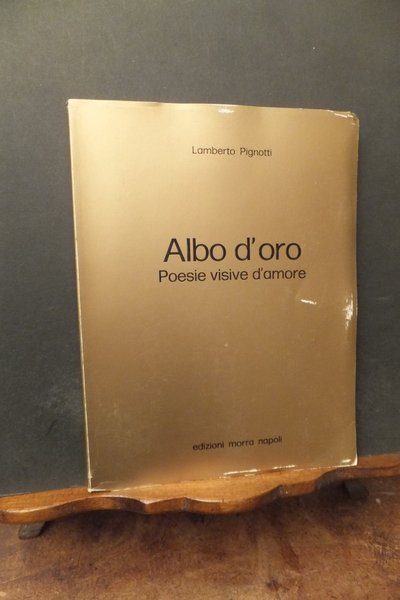 Lamberto Pignotti
Albo d'oro
Poesie visive d'amore
edizioni morra napoli